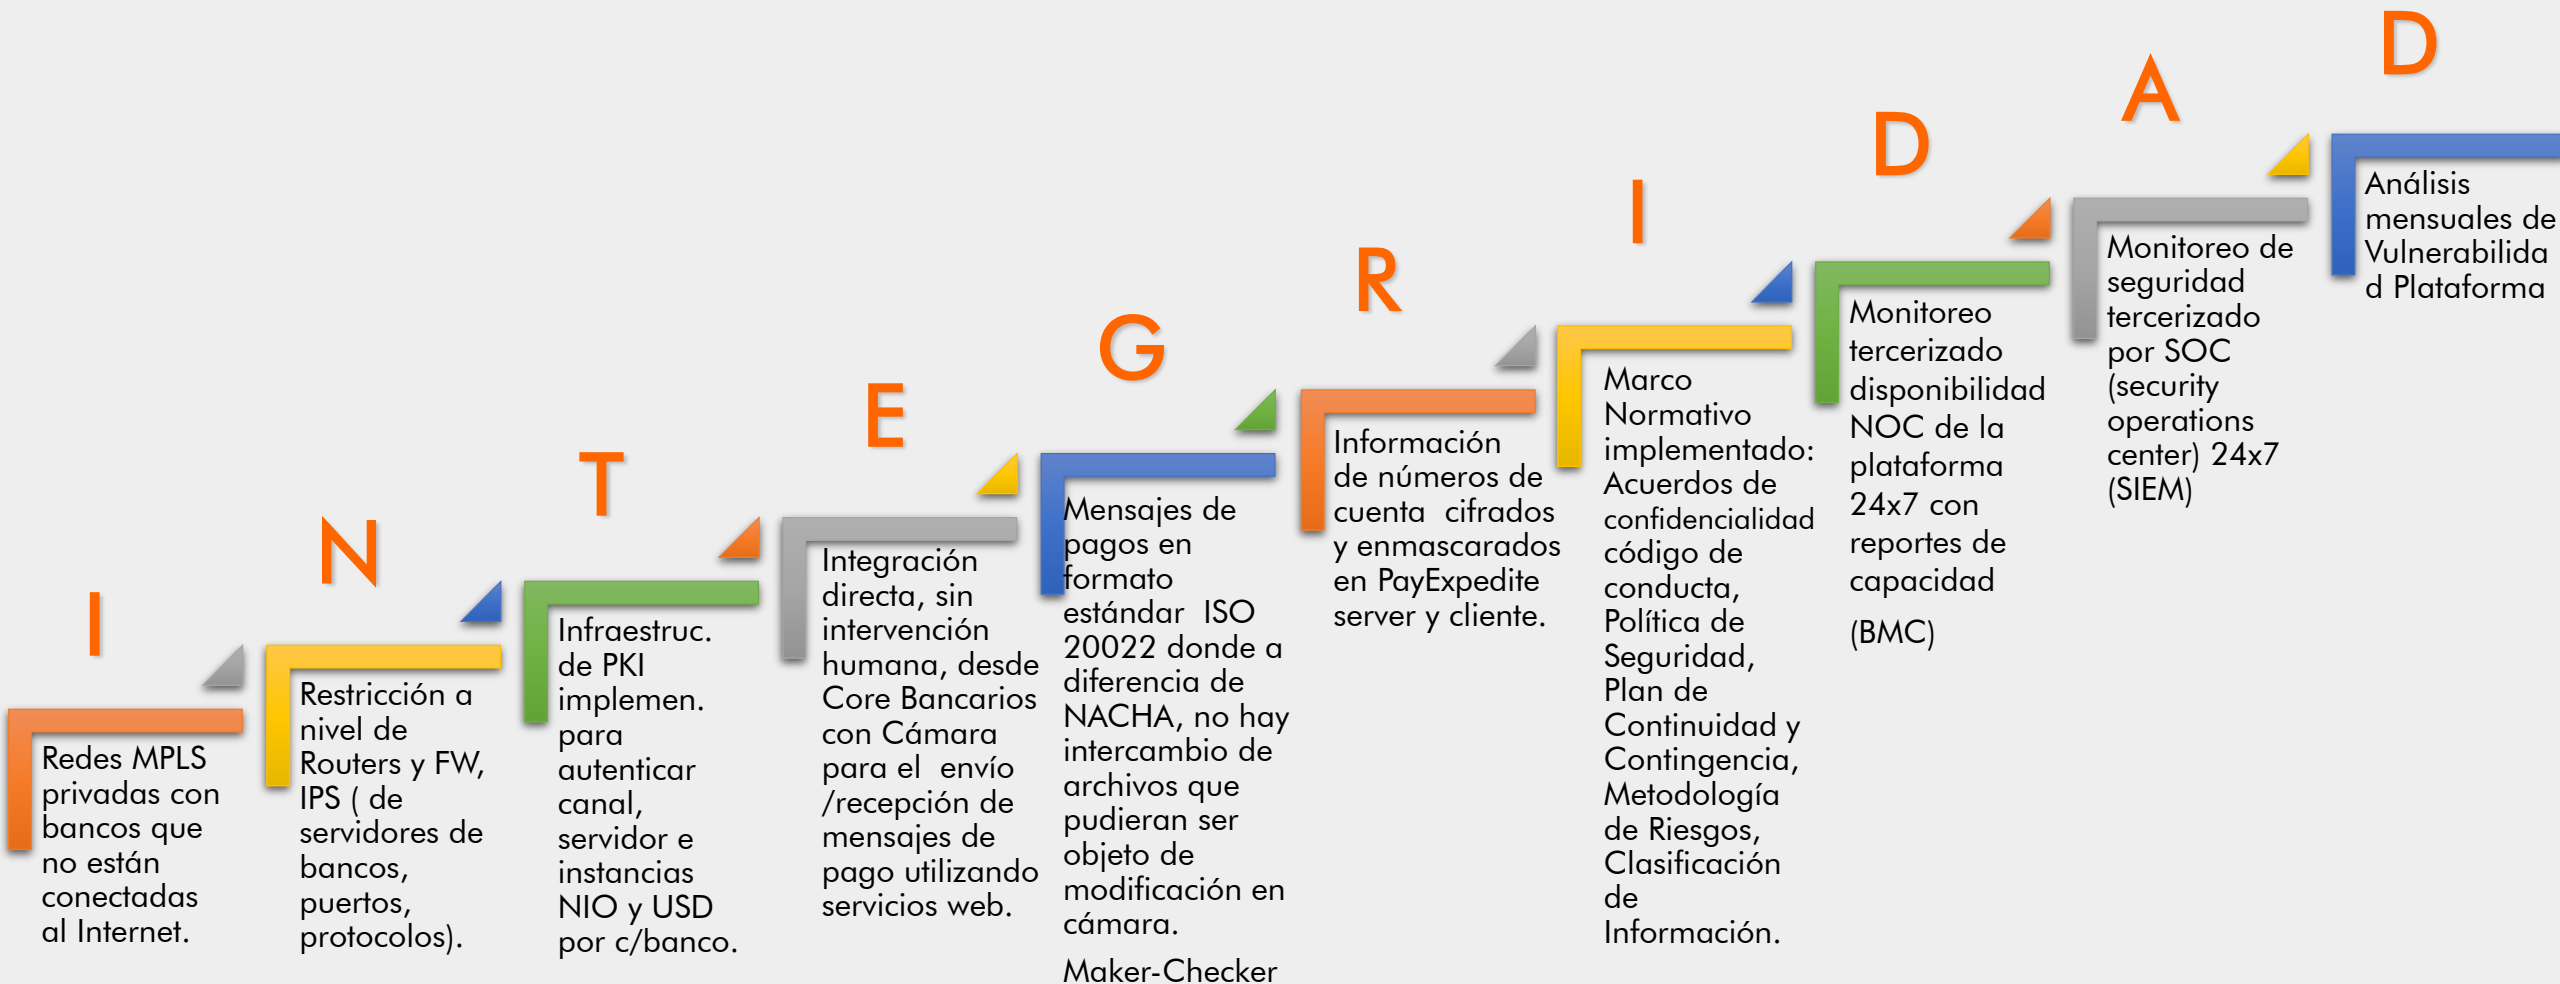 I
Redes MPLS
privadas con
bancos que
no están
conectadas
al Internet.
N
Restricción a
nivel de
Routers y FW,
IPS ( de
servidores de
bancos,
puertos,
protocolos).
T
Infraestruc.
de PKI
implemen.
para
autenticar
canal,
servidor e
instancias
NIO y USD
por c/banco.
E
Integración
directa, sin
intervención
humana, desde
Core Bancarios
con Cámara
para el  envío
/recepción de
mensajes de
pago utilizando
servicios web.
G
Mensajes de
pagos en
formato
estándar  ISO
20022 donde a
diferencia de
NACHA, no hay
intercambio de
archivos que
pudieran ser
objeto de
modificación en
cámara.
Maker-Checker
R
Información
de números de
cuenta  cifrados
y enmascarados
en PayExpedite
server y cliente.
I
Marco
Normativo
implementado:
Acuerdos de
confidencialidad
código de
conducta,
Política de
Seguridad,
Plan de
Continuidad y
Contingencia,
Metodología
de Riesgos,
Clasificación
de
Información.
D
Monitoreo
tercerizado
disponibilidad
NOC de la
plataforma
24x7 con
reportes de
capacidad
(BMC)
A
Monitoreo de
seguridad
tercerizado
por SOC
(security
operations
center) 24x7
(SIEM)
D
Análisis
mensuales de
Vulnerabilida
d Plataforma